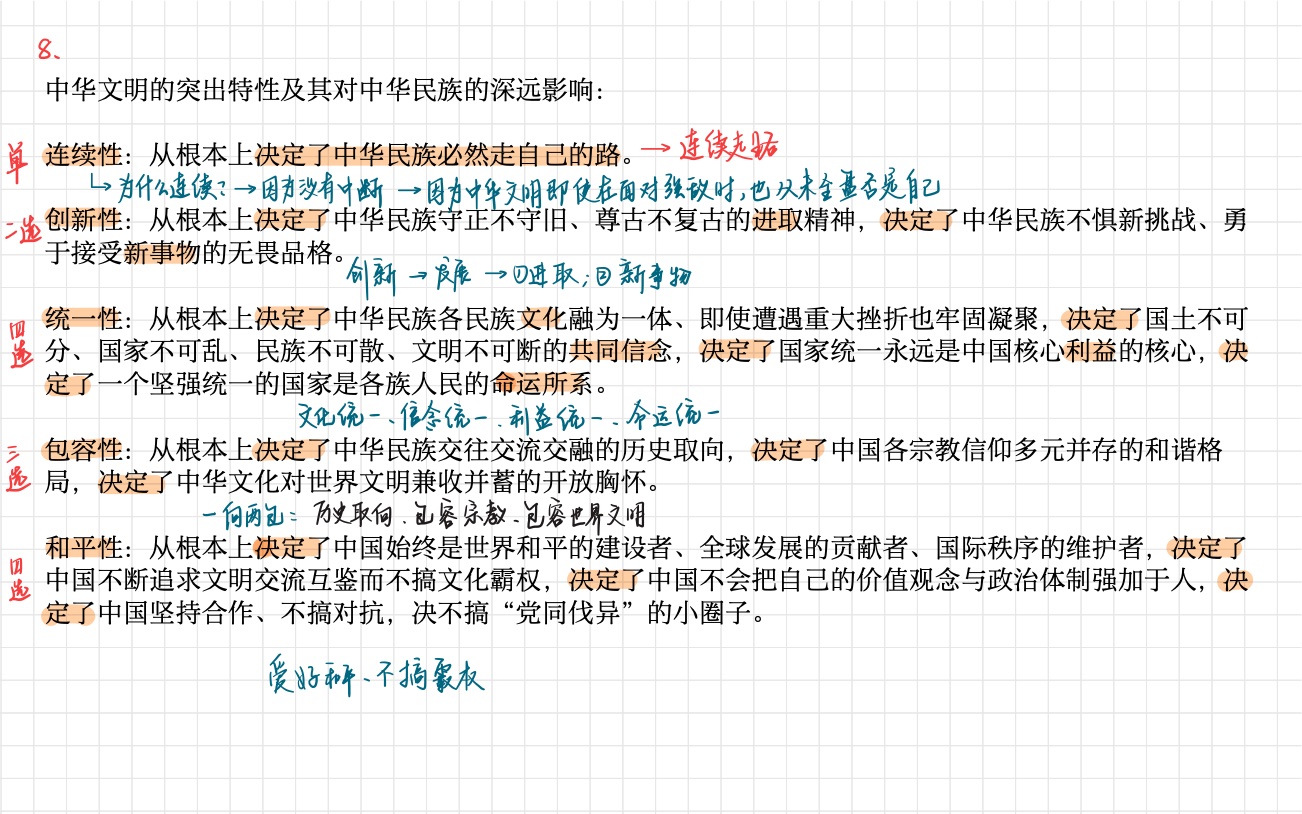 8、
中华文明的突出特性及其对中华民族的深远影响：
单 连续性：从根本上决定了中华民族必然走自己的路。→连续走路
↳为什么连续？→因为没有中断→因为中华文明即使在面对强敌时，也从未全盘否定自己
二选 创新性：从根本上决定了中华民族守正不守旧、尊古不复古的进取精神，决定了中华民族不惧新挑战、勇
于接受新事物的无畏品格。
创新→发展→①进取；②新事物
四选 统一性：从根本上决定了中华民族各民族文化融为一体、即使遭遇重大挫折也牢固凝聚，决定了国土不可
分、国家不可乱、民族不可散、文明不可断的共同信念，决定了国家统一永远是中国核心利益的核心，决
定了一个坚强统一的国家是各族人民的命运所系。
文化统一、信念统一、利益统一、命运统一
三选 包容性：从根本上决定了中华民族交往交流交融的历史取向，决定了中国各宗教信仰多元并存的和谐格
局，决定了中华文化对世界文明兼收并蓄的开放胸怀。
一向两包：历史取向、包容宗教、包容世界文明
四选 和平性：从根本上决定了中国始终是世界和平的建设者、全球发展的贡献者、国际秩序的维护者，决定了
中国不断追求文明交流互鉴而不搞文化霸权，决定了中国不会把自己的价值观念与政治体制强加于人，决
定了中国坚持合作、不搞对抗，决不搞“党同伐异”的小圈子。
爱好和平、不搞霸权